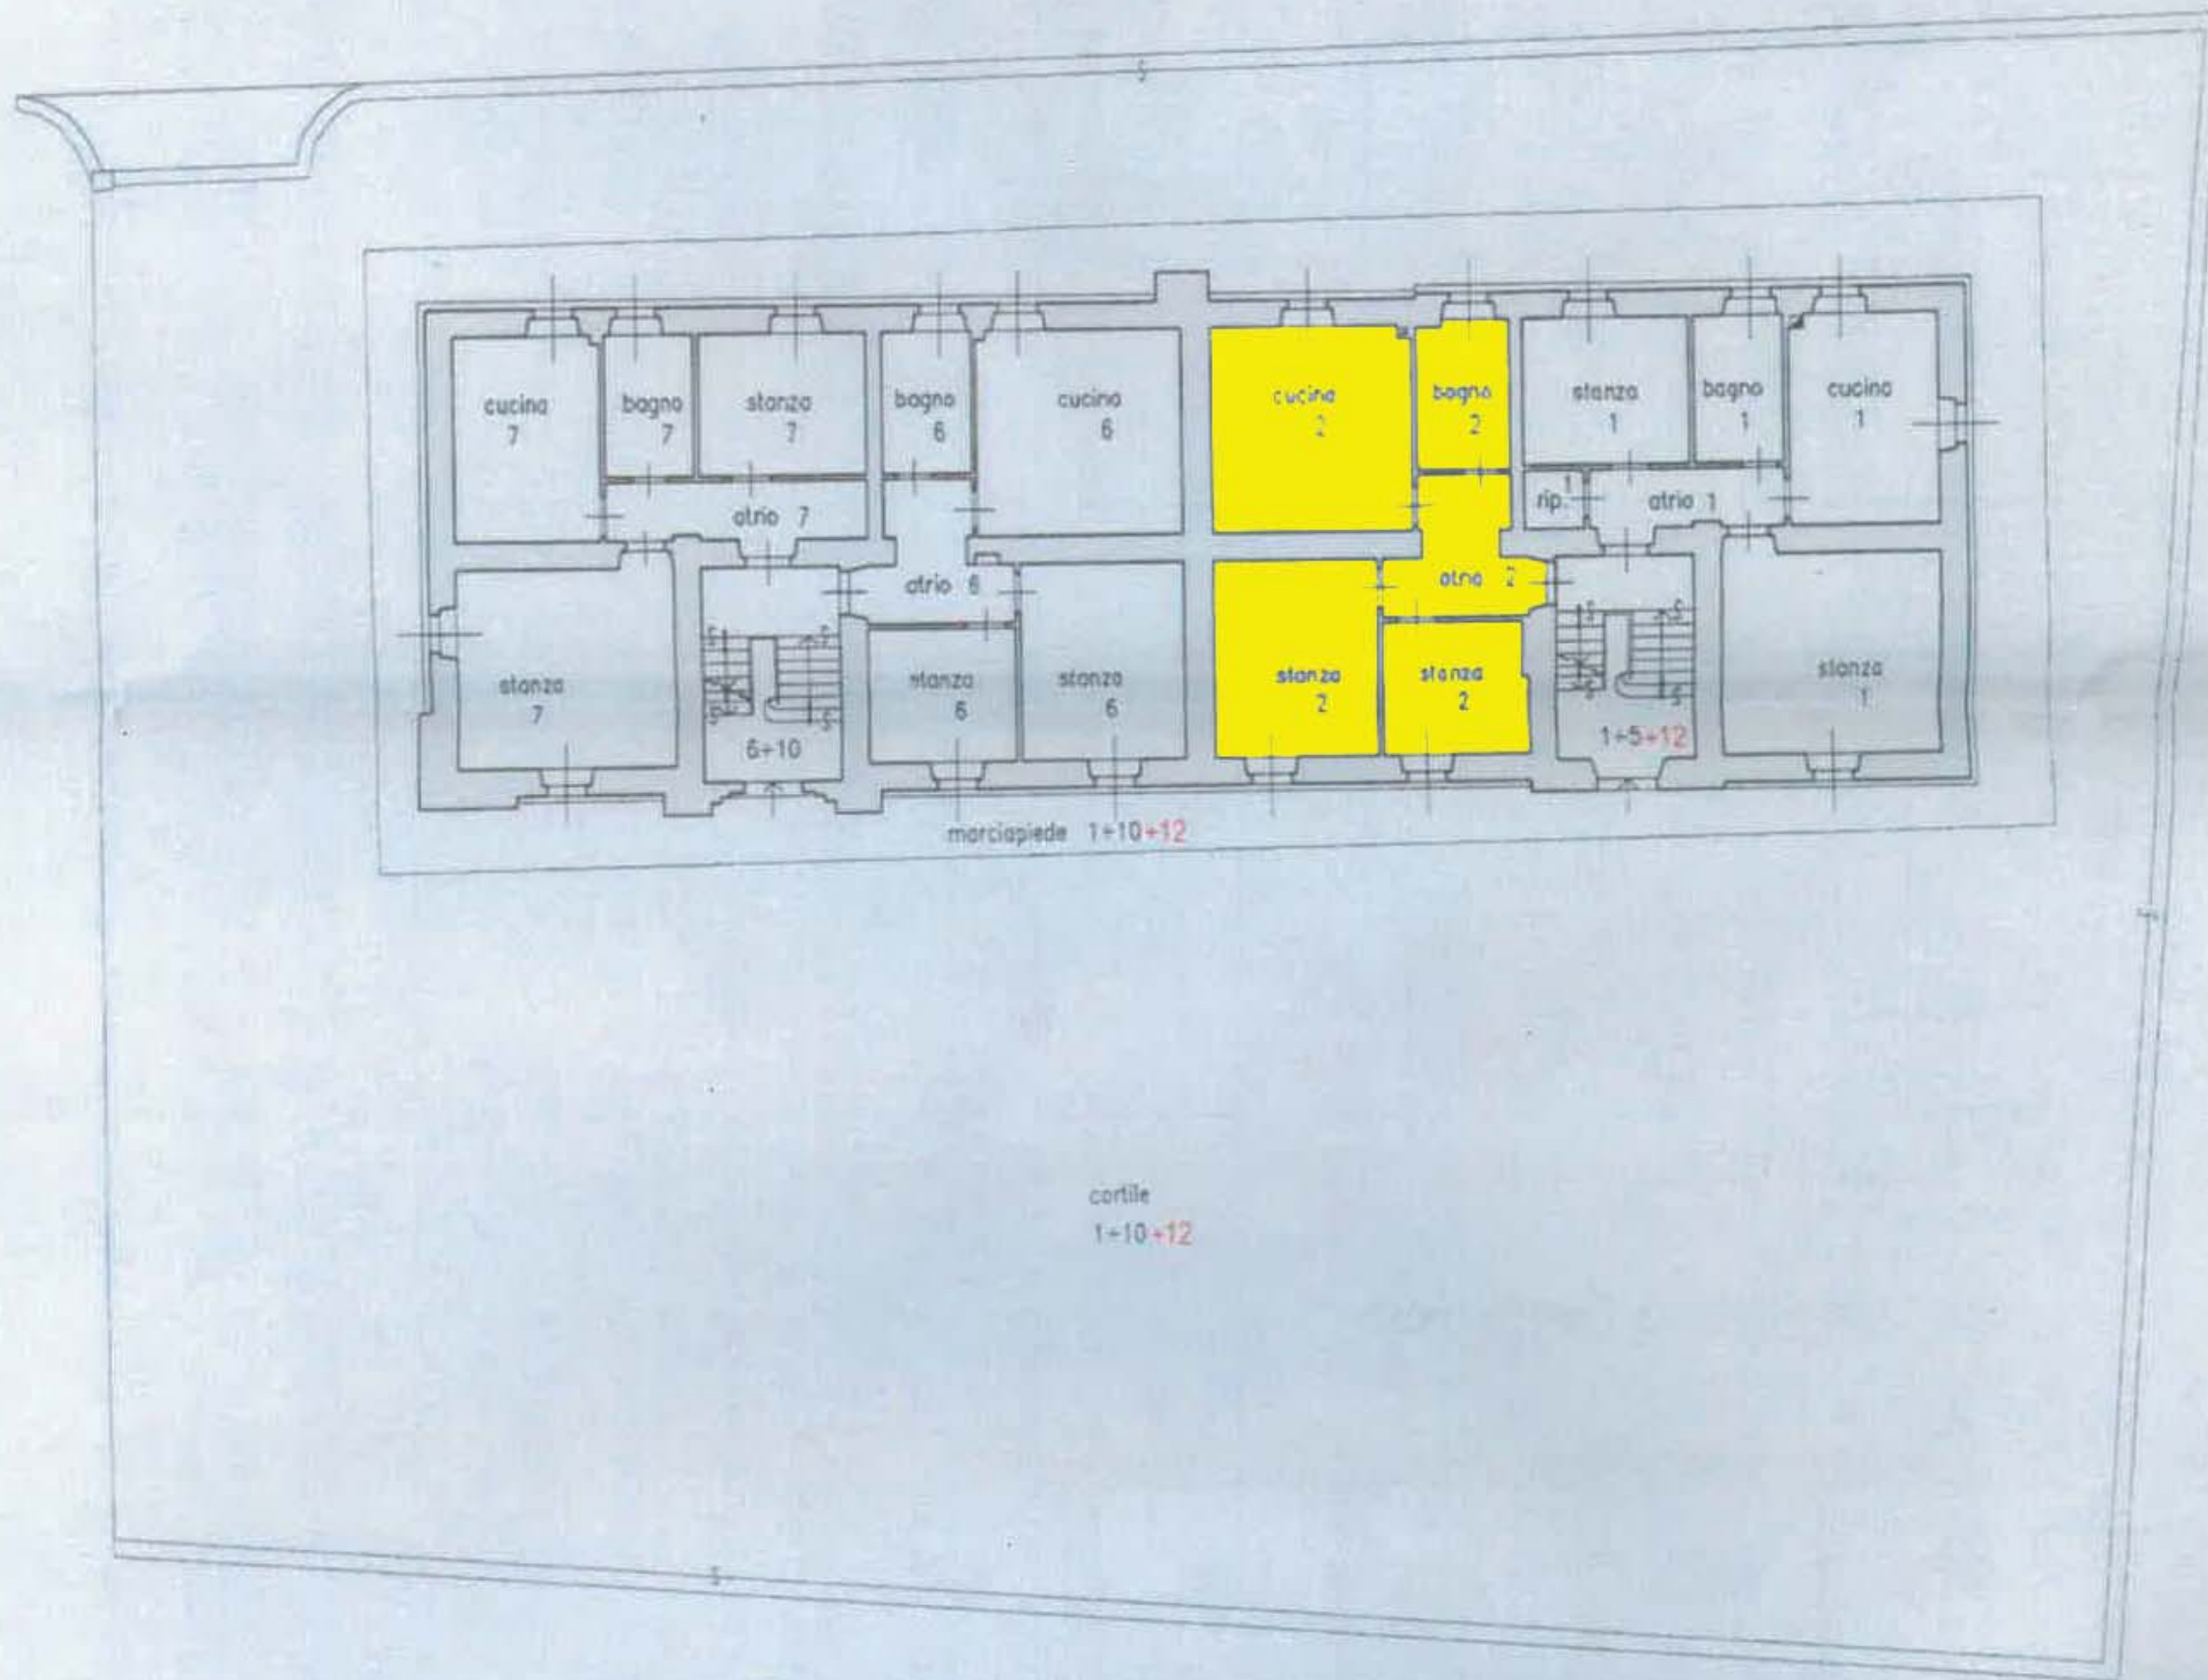 cucina
7
bagno
7
stanza
7
bagno
6
cucina
6
cucina
2
bagno
2
stanza
1
bagno
1
cucina
1
atrio 7
rip. 1
atrio 1
atrio 6
atrio 2
stanza
7
6÷10
stanza
6
stanza
6
stanza
2
stanza
2
1÷5+12
stanza
1
marciapiede 1÷10+12
cortile
1÷10+12